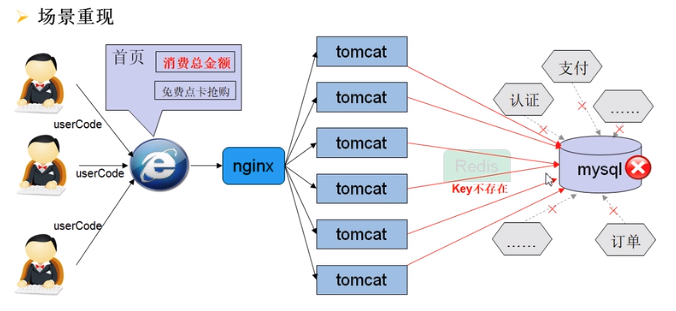 场景重现
首页
消费总金额
免费点卡抢购
userCode
userCode
userCode
nginx
tomcat
tomcat
tomcat
tomcat
tomcat
tomcat
Redis
Key不存在
支付
认证
……
mysql
……
订单